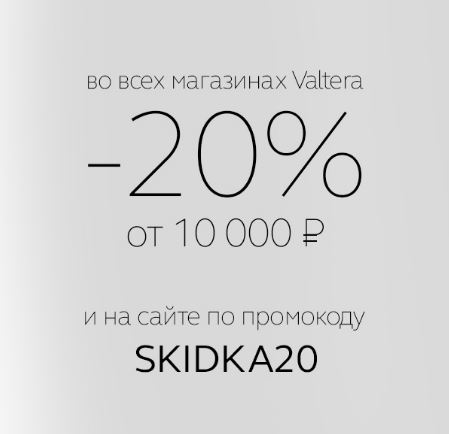 во всех магазинах Valtera
-20%
от 10 000 ₽
и на сайте по промокоду
SKIDKA20